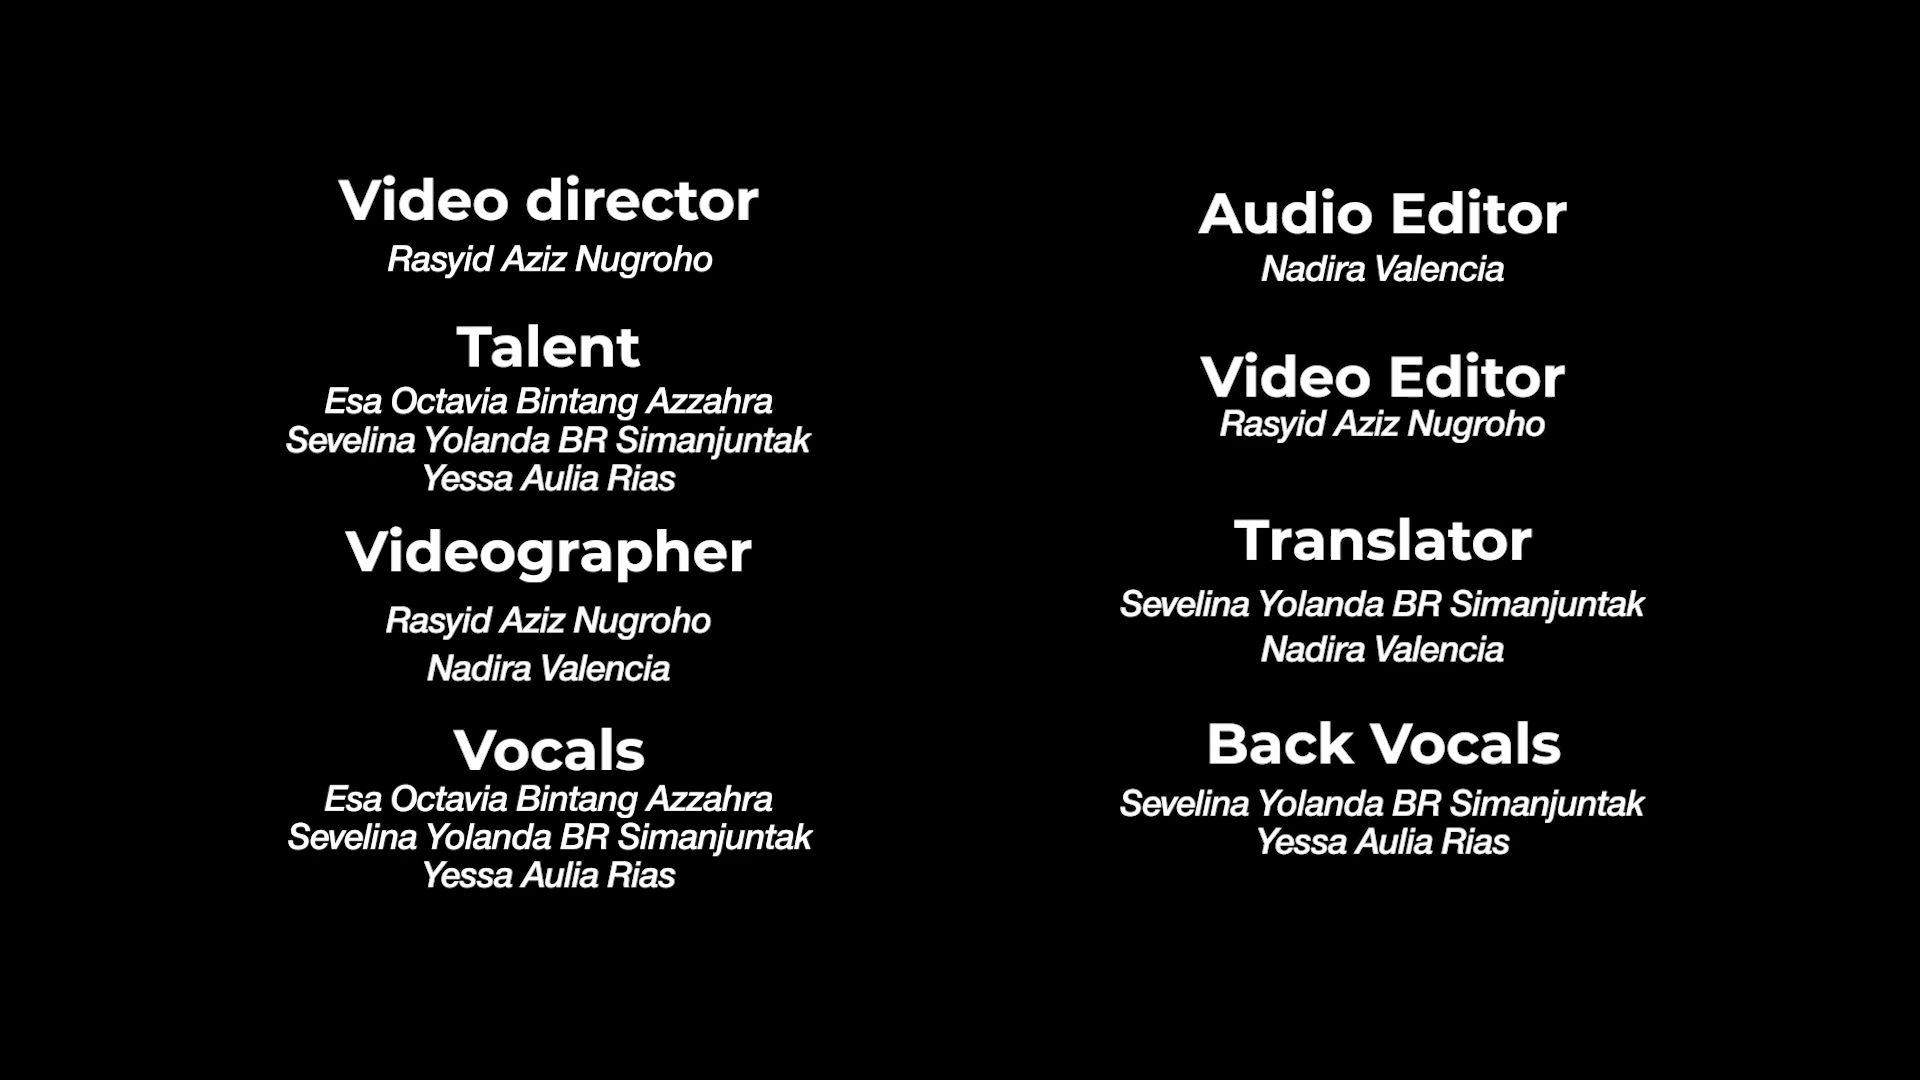 Video director
Rasyid Aziz Nugroho
Talent
Esa Octavia Bintang Azzahra
Sevelina Yolanda BR Simanjuntak
Yessa Aulia Rias
Videographer
Rasyid Aziz Nugroho
Nadira Valencia
Vocals
Esa Octavia Bintang Azzahra
Sevelina Yolanda BR Simanjuntak
Yessa Aulia Rias
Audio Editor
Nadira Valencia
Video Editor
Rasyid Aziz Nugroho
Translator
Sevelina Yolanda BR Simanjuntak
Nadira Valencia
Back Vocals
Sevelina Yolanda BR Simanjuntak
Yessa Aulia Rias